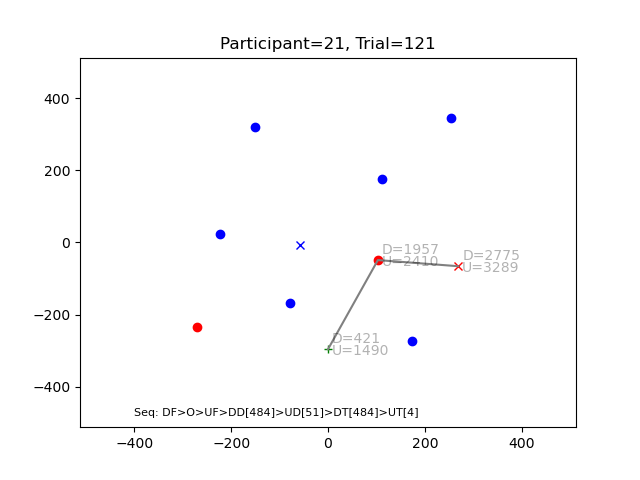 Participant=21, Trial=121
400
200
0
−200
−400
D=1957
U=2410
D=2775
U=3289
D=421
U=1490
Seq: DF>O>UF>DD[484]>UD[51]>DT[484]>UT[4]
−400 −200 0 200 400